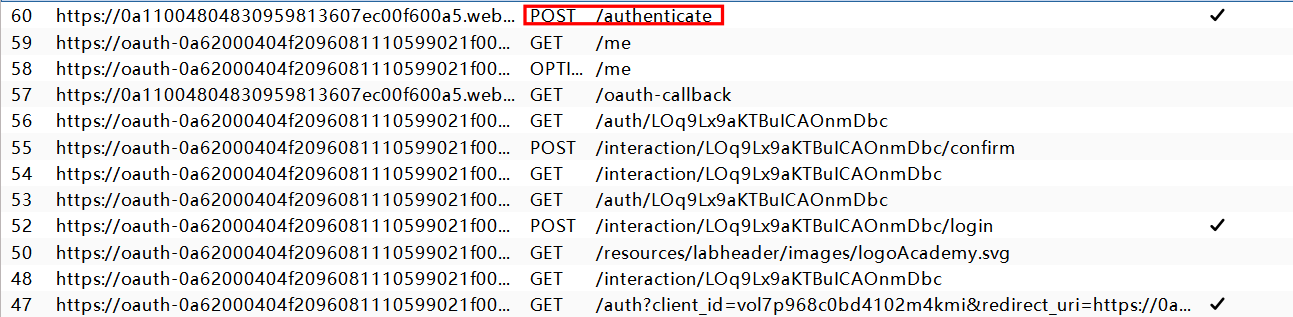 60 https://0a11004804830959813607ec00f600a5.web... POST /authenticate ✓
59 https://oauth-0a62000404f2096081110599021f00... GET /me
58 https://oauth-0a62000404f2096081110599021f00... OPTI... /me
57 https://0a11004804830959813607ec00f600a5.web... GET /oauth-callback
56 https://oauth-0a62000404f2096081110599021f00... GET /auth/LOq9Lx9aKTBuICAOnmDbc
55 https://oauth-0a62000404f2096081110599021f00... POST /interaction/LOq9Lx9aKTBuICAOnmDbc/confirm
54 https://oauth-0a62000404f2096081110599021f00... GET /interaction/LOq9Lx9aKTBuICAOnmDbc
53 https://oauth-0a62000404f2096081110599021f00... GET /auth/LOq9Lx9aKTBuICAOnmDbc
52 https://oauth-0a62000404f2096081110599021f00... POST /interaction/LOq9Lx9aKTBuICAOnmDbc/login ✓
50 https://oauth-0a62000404f2096081110599021f00... GET /resources/labheader/images/logoAcademy.svg
48 https://oauth-0a62000404f2096081110599021f00... GET /interaction/LOq9Lx9aKTBuICAOnmDbc
47 https://oauth-0a62000404f2096081110599021f00... GET /auth?client_id=vol7p968c0bd4102m4kmi&redirect_uri=https://0a... ✓